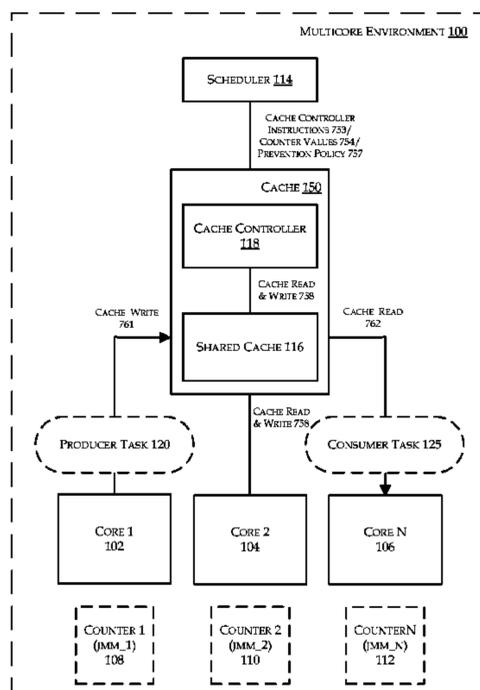 MULTICORE ENVIRONMENT 100
SCHEDULER 114
CACHE CONTROLLER
INSTRUCTIONS 753/
COUNTER VALUES 754/
PREVENTION POLICY 757
CACHE 150
CACHE CONTROLLER
118
CACHE READ
& WRITE 758
CACHE WRITE
761
CACHE READ
762
SHARED CACHE 116
CACHE READ
& WRITE 758
PRODUCER TASK 120
CONSUMER TASK 125
CORE 1
102
CORE 2
104
CORE N
106
COUNTER 1
(JMM_1)
108
COUNTER 2
(JMM_2)
110
COUNTERN
(JMM_N)
112